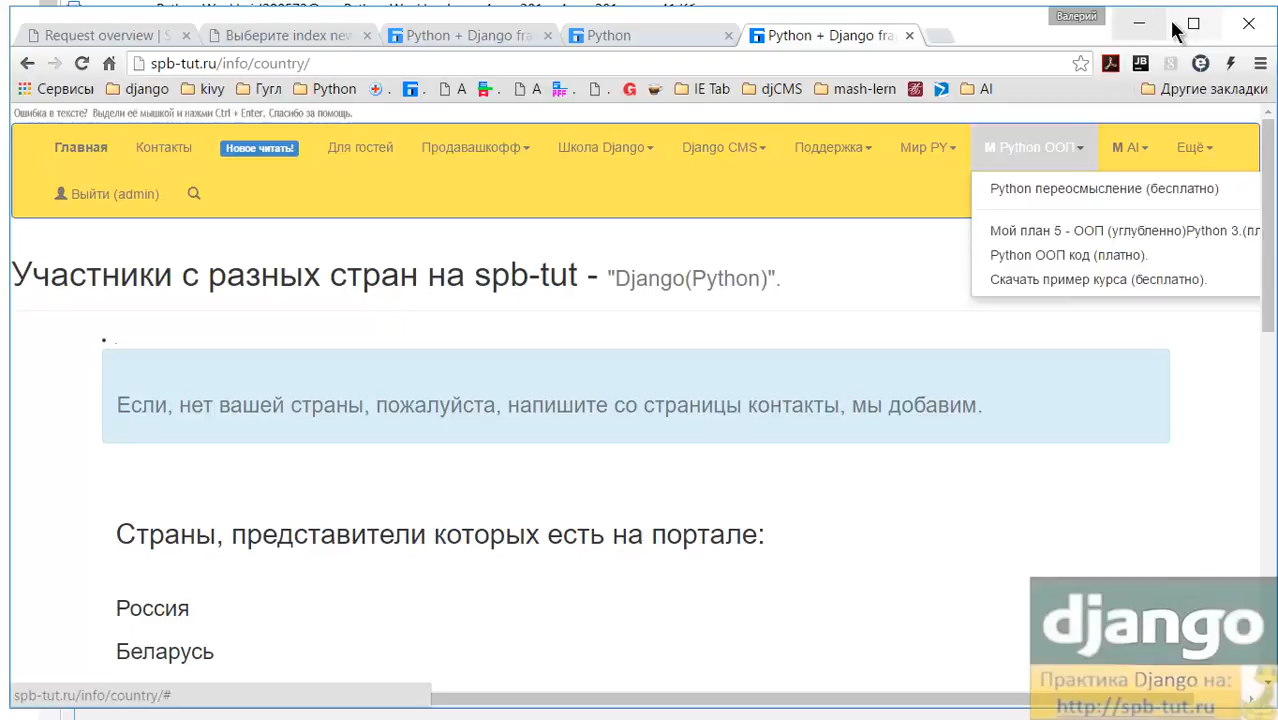 Валерий
Request overview | S
Выберите index new
Python + Django fra
Python
Python + Django fra
spb-tut.ru/info/country/
Сервисы django kivy Гугл Python . A . A . IE Tab djCMS mash-lern AI Другие закладки
Ошибка в тексте? Выдели её мышкой и нажми Ctrl + Enter. Спасибо за помощь.
Главная Контакты Новое читать! Для гостей Продавашкофф Школа Django Django CMS Поддержка Мир PY М Python ООП М AI Ещё
Выйти (admin)
Python переосмысление (бесплатно)
Мой план 5 - ООП (углубленно)Python 3.(пл
Python ООП код (платно).
Скачать пример курса (бесплатно).
Участники с разных стран на spb-tut - "Django(Python)".
Если, нет вашей страны, пожалуйста, напишите со страницы контакты, мы добавим.
Страны, представители которых есть на портале:
Россия
Беларусь
django
Практика Django на:
http://spb-tut.ru
spb-tut.ru/info/country/#